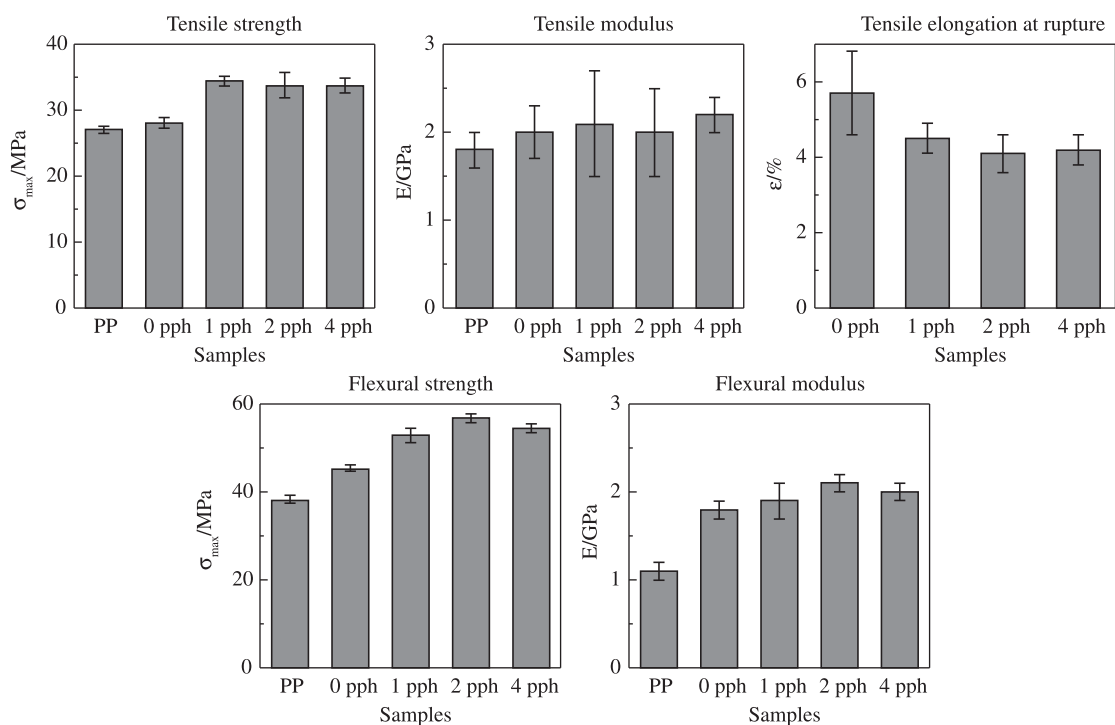 Tensile strength
40
30
20
10
0
σmax/MPa
PP 0 pph 1 pph 2 pph 4 pph
Samples
Tensile modulus
3
2
1
0
E/GPa
PP 0 pph 1 pph 2 pph 4 pph
Samples
Tensile elongation at rupture
6
4
2
0
ε/%
0 pph 1 pph 2 pph 4 pph
Samples
Flexural strength
60
40
20
0
σmax/MPa
PP 0 pph 1 pph 2 pph 4 pph
Samples
Flexural modulus
3
2
1
0
E/GPa
PP 0 pph 1 pph 2 pph 4 pph
Samples